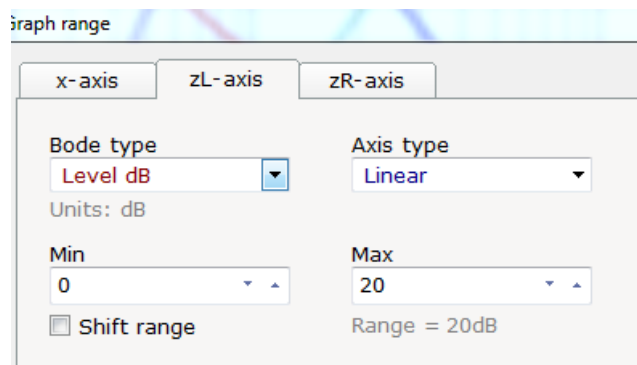 Graph range
x-axis zL-axis zR-axis
Bode type Axis type
Level dB Linear
Units: dB
Min Max
0 20
Shift range Range = 20dB